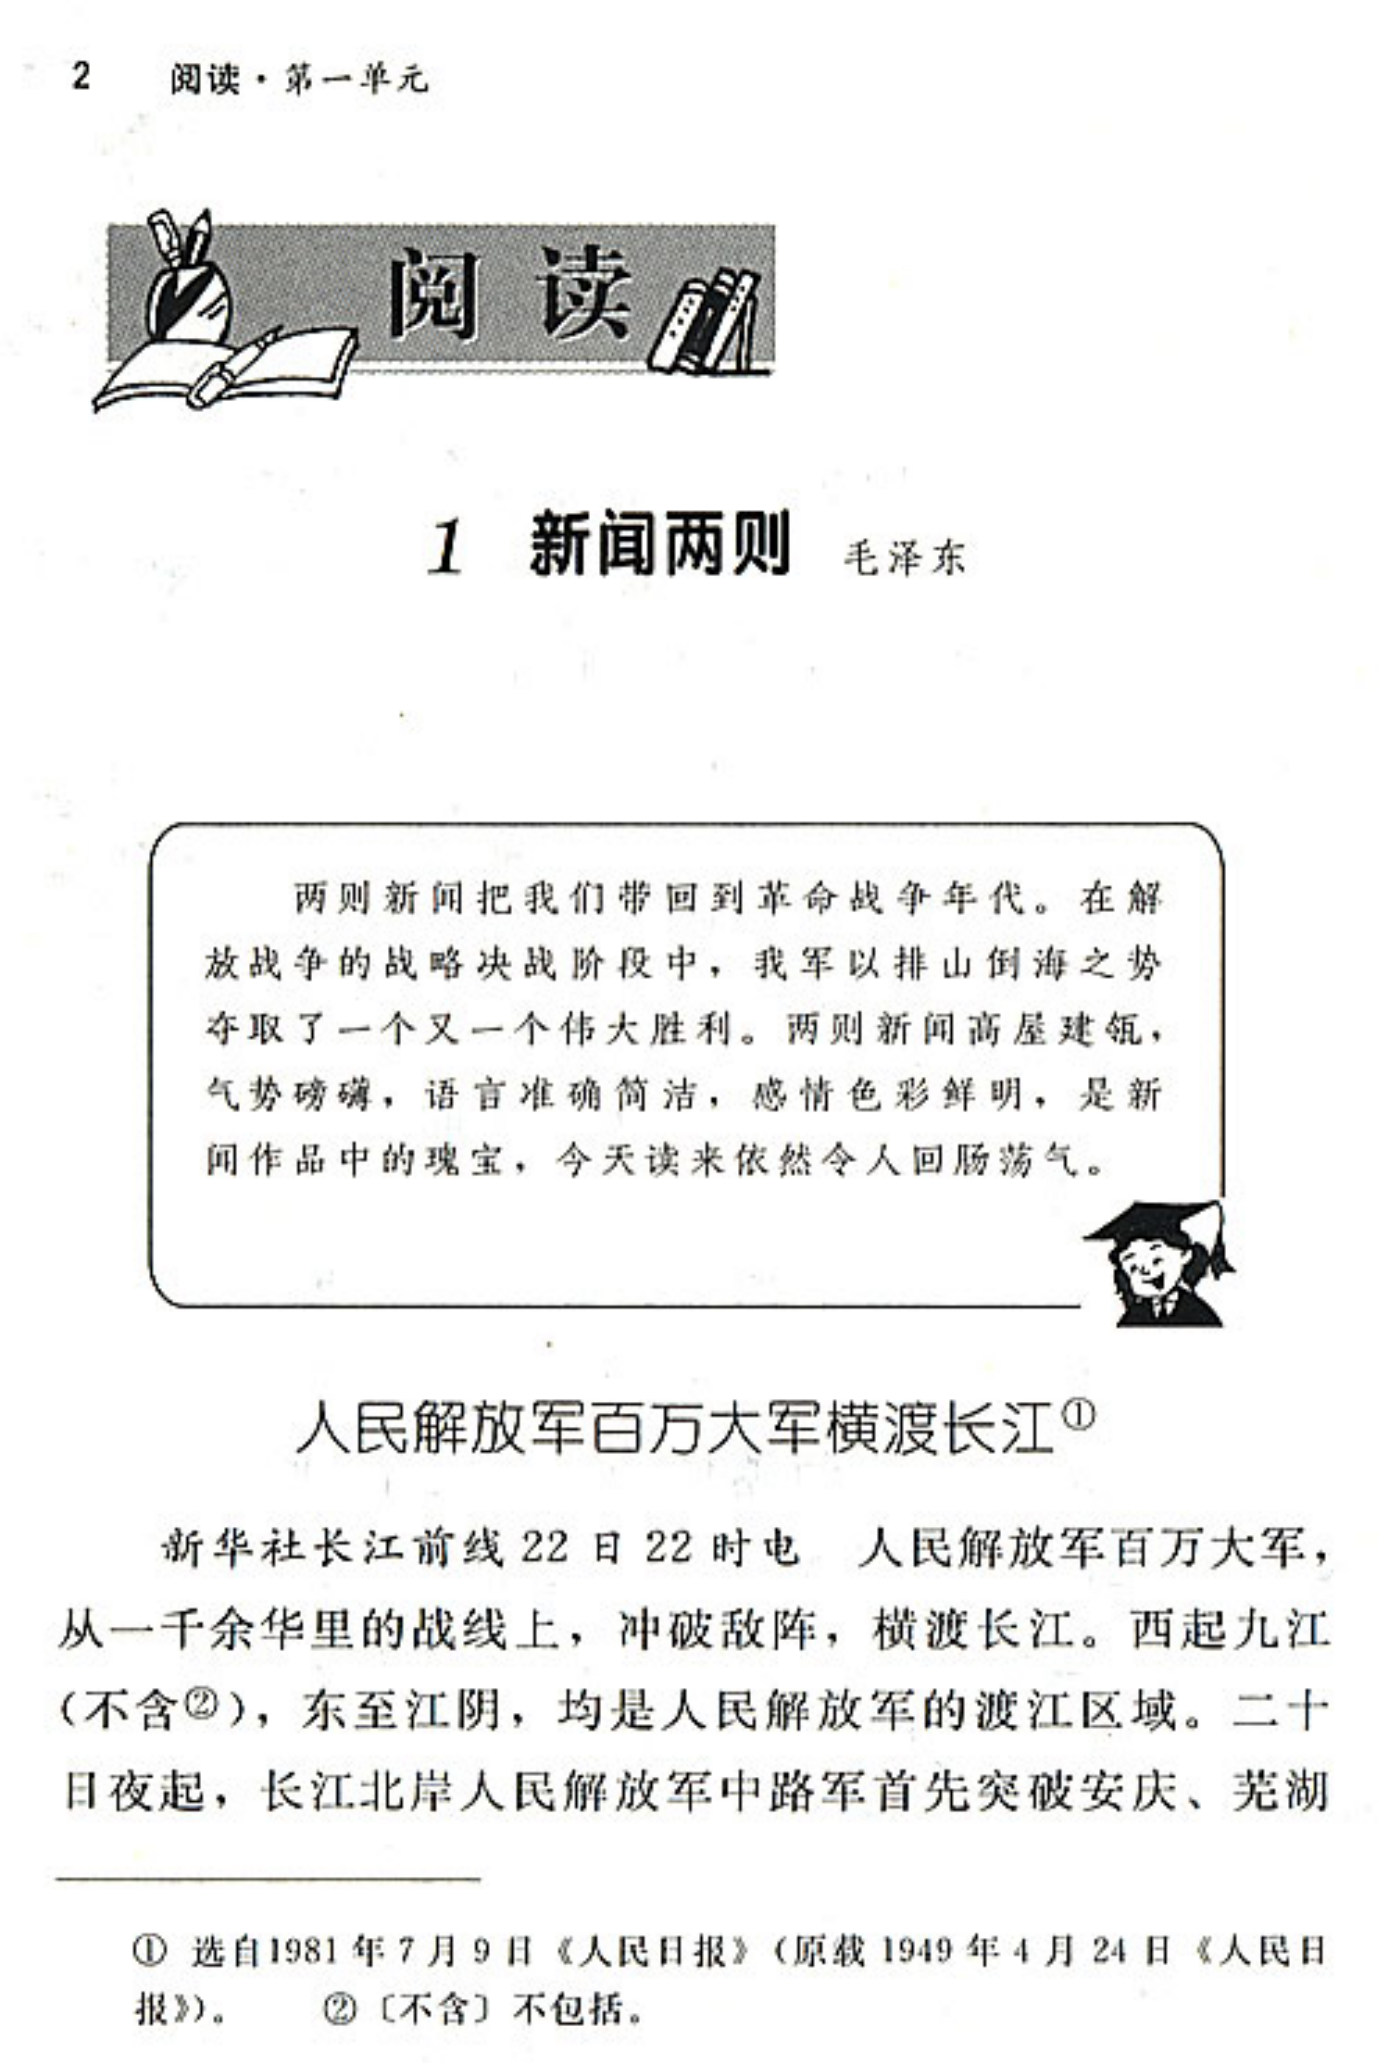 2 阅读·第一单元
阅读
1 新闻两则 毛泽东
两则新闻把我们带回到革命战争年代。在解
放战争的战略决战阶段中，我军以排山倒海之势
夺取了一个又一个伟大胜利。两则新闻高屋建瓴，
气势磅礴，语言准确简洁，感情色彩鲜明，是新
闻作品中的瑰宝，今天读来依然令人回肠荡气。
人民解放军百万大军横渡长江①
新华社长江前线 22 日 22 时电 人民解放军百万大军，
从一千余华里的战线上，冲破敌阵，横渡长江。西起九江
（不含②），东至江阴，均是人民解放军的渡江区域。二十
日夜起，长江北岸人民解放军中路军首先突破安庆、芜湖
① 选自1981 年 7 月 9 日《人民日报》（原载 1949 年 4 月 24 日《人民日
报》）。 ②〔不含〕不包括。